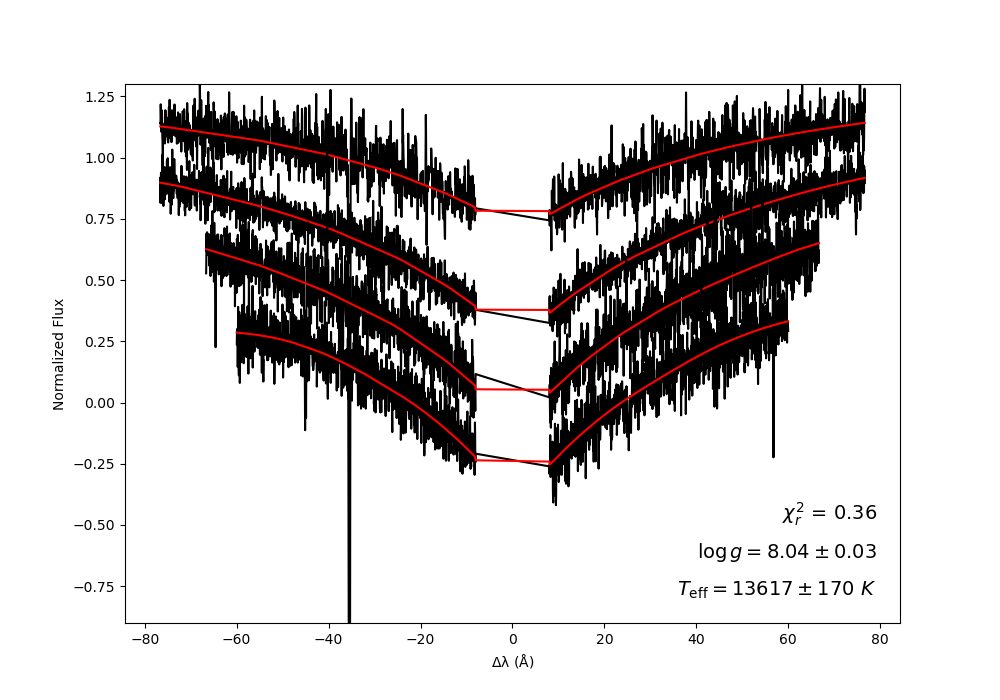 1.25
1.00
0.75
0.50
0.25
0.00
−0.25
−0.50
−0.75
Normalized Flux
χ²ᵣ = 0.36
log g = 8.04 ± 0.03
T_eff = 13617 ± 170 K
−80 −60 −40 −20 0 20 40 60 80
Δλ (Å)